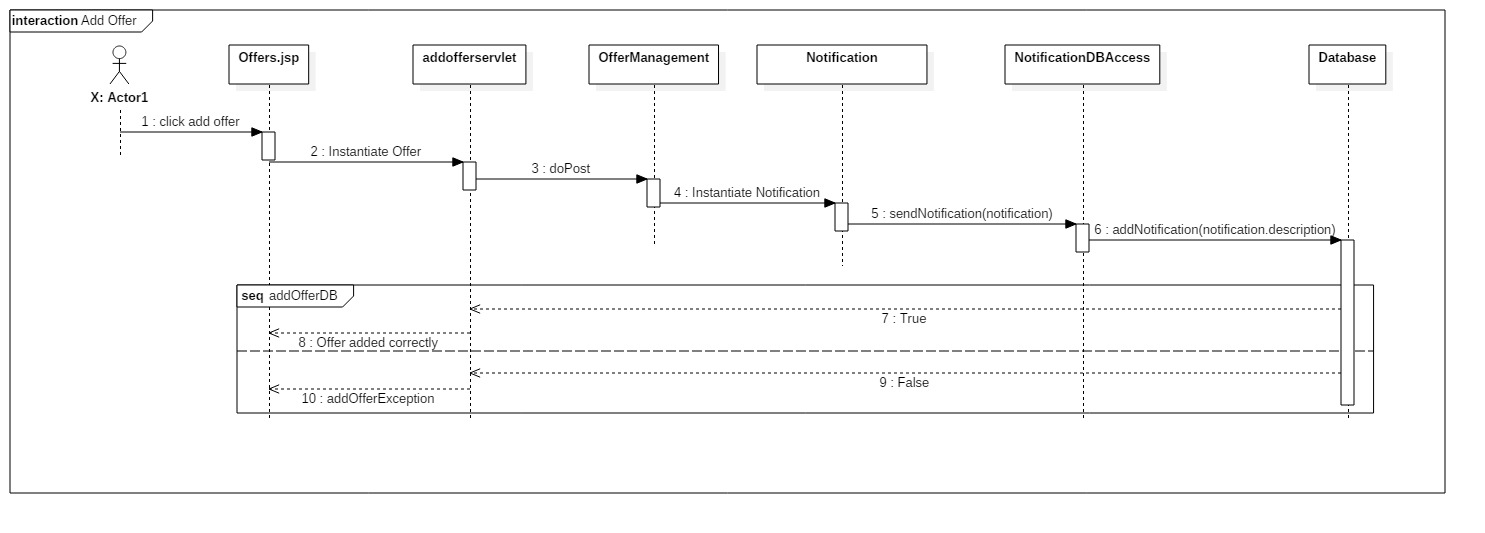 interaction Add Offer
X: Actor1
Offers.jsp
addofferservlet
OfferManagement
Notification
NotificationDBAccess
Database
1 : click add offer
2 : Instantiate Offer
3 : doPost
4 : Instantiate Notification
5 : sendNotification(notification)
6 : addNotification(notification.description)
seq addOfferDB
7 : True
8 : Offer added correctly
9 : False
10 : addOfferException